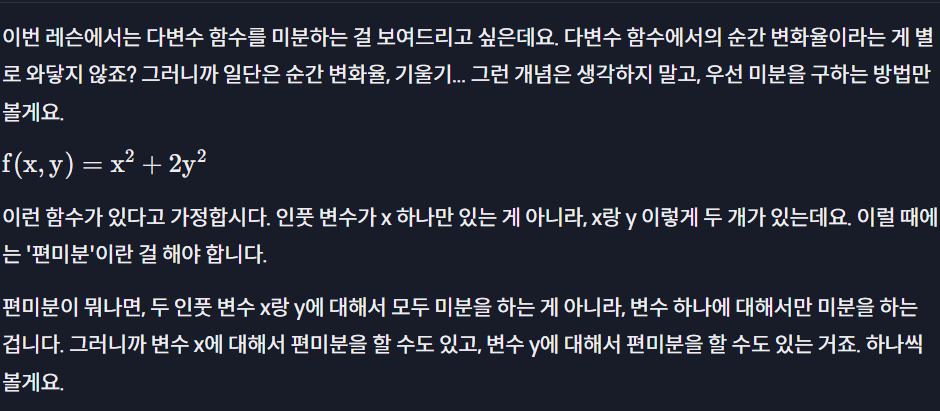 이번 레슨에서는 다변수 함수를 미분하는 걸 보여드리고 싶은데요. 다변수 함수에서의 순간 변화율이라는 게 별
로 와닿지 않죠? 그러니까 일단은 순간 변화율, 기울기... 그런 개념은 생각하지 말고, 우선 미분을 구하는 방법만
볼게요.
f(x, y) = x² + 2y²
이런 함수가 있다고 가정합시다. 인풋 변수가 x 하나만 있는 게 아니라, x랑 y 이렇게 두 개가 있는데요. 이럴 때에
는 '편미분'이란 걸 해야 합니다.
편미분이 뭐냐면, 두 인풋 변수 x랑 y에 대해서 모두 미분을 하는 게 아니라, 변수 하나에 대해서만 미분을 하는
겁니다. 그러니까 변수 x에 대해서 편미분을 할 수도 있고, 변수 y에 대해서 편미분을 할 수도 있는 거죠. 하나씩
볼게요.